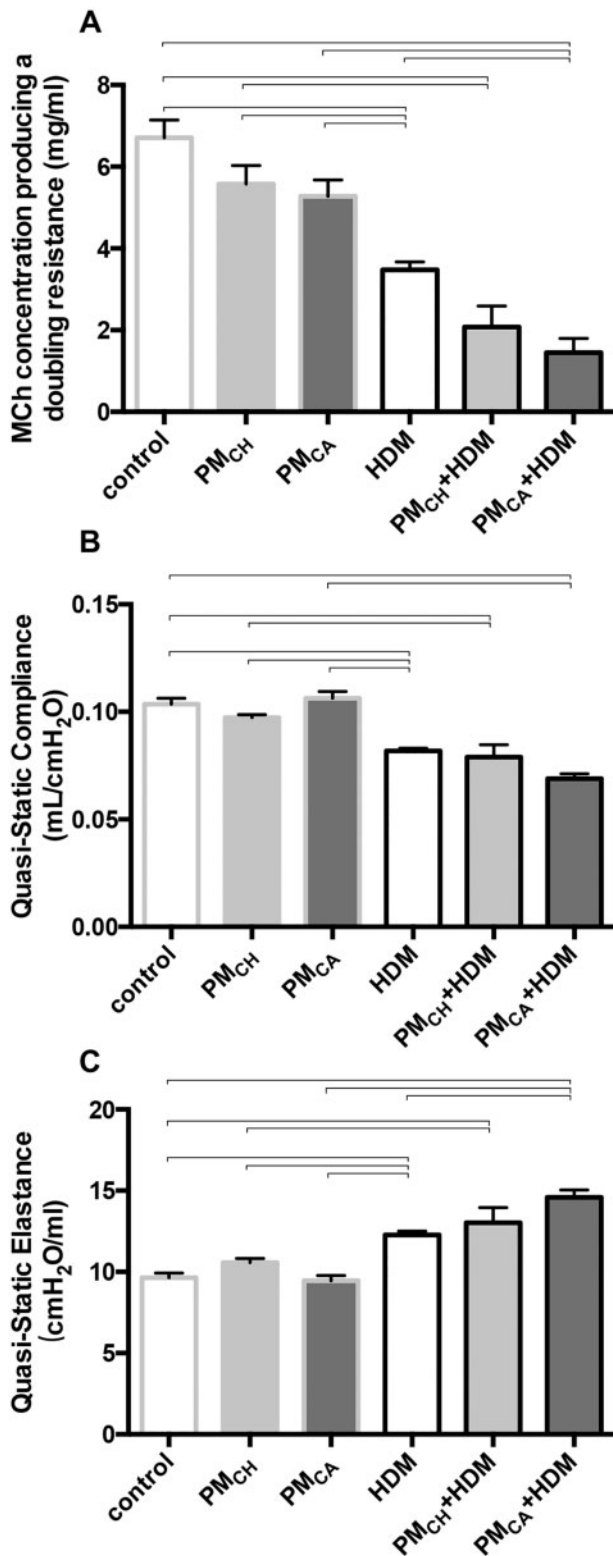 A
MCh concentration producing a
doubling resistance (mg/ml)
8
6
4
2
0
control
PMCH
PMCA
HDM
PMCH+HDM
PMCA+HDM
B
Quasi-Static Compliance
(mL/cmH2O)
0.15
0.10
0.05
0.00
control
PMCH
PMCA
HDM
PMCH+HDM
PMCA+HDM
C
Quasi-Static Elastance
(cmH2O/ml)
20
15
10
5
0
control
PMCH
PMCA
HDM
PMCH+HDM
PMCA+HDM